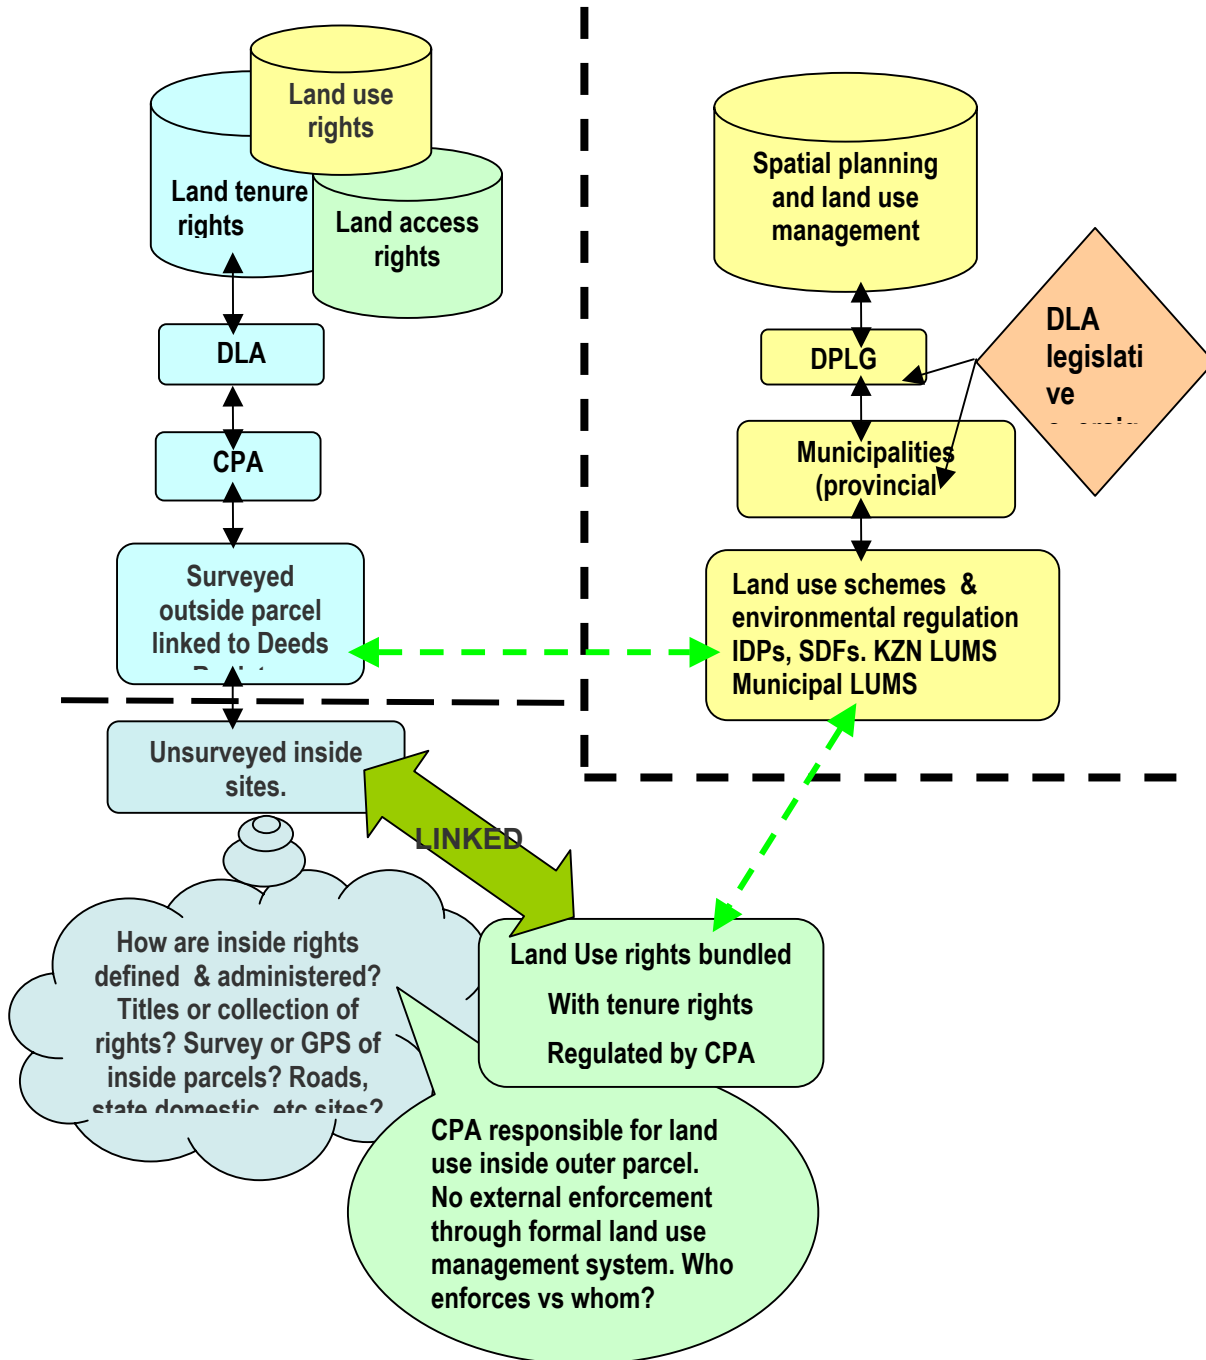 Land use
rights
Land tenure
rights
Land access
rights
DLA
CPA
Surveyed
outside parcel
linked to Deeds
Unsurveyed inside
sites.
LINKED
How are inside rights
defined & administered?
Titles or collection of
rights? Survey or GPS of
inside parcels? Roads,
state domestic, etc sites?
Land Use rights bundled
With tenure rights
Regulated by CPA
CPA responsible for land
use inside outer parcel.
No external enforcement
through formal land use
management system. Who
enforces vs whom?
Spatial planning
and land use
management
DPLG
Municipalities
(provincial
Land use schemes &
environmental regulation
IDPs, SDFs. KZN LUMS
Municipal LUMS
DLA
legislati
ve